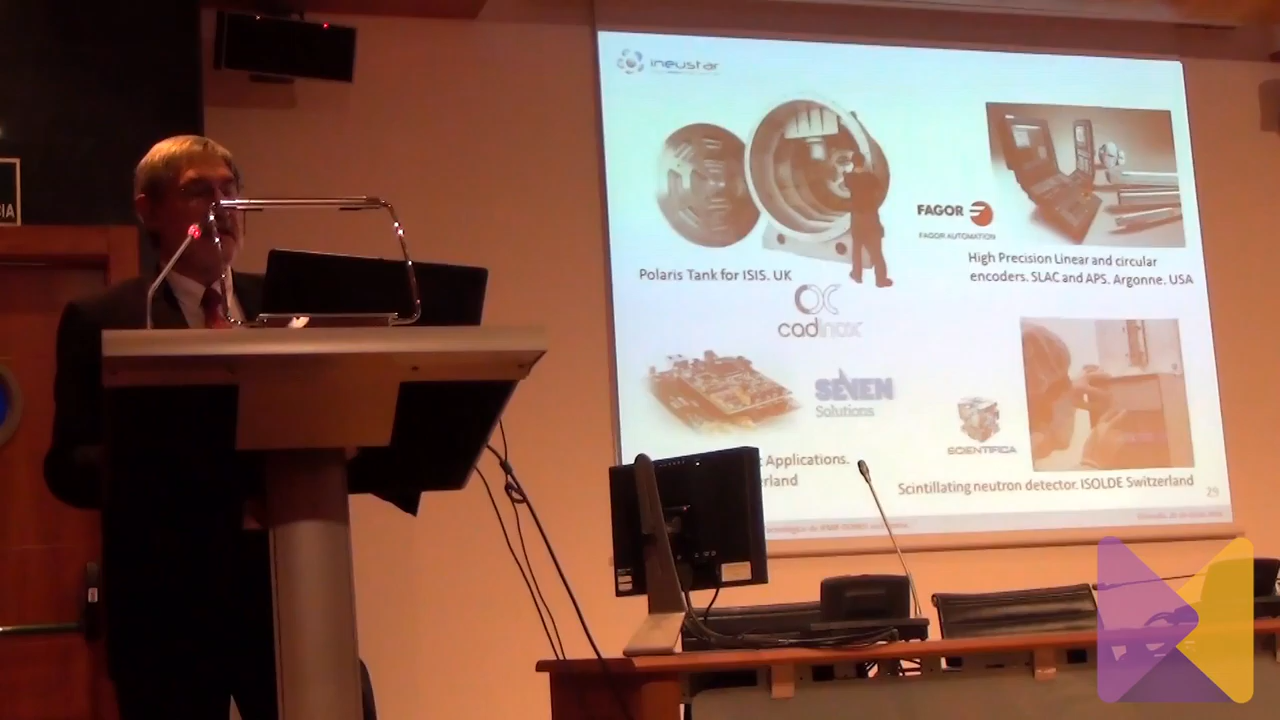 ineustar
FAGOR
FAGOR AUTOMATION
Polaris Tank for ISIS. UK
High Precision Linear and circular
encoders. SLAC and APS. Argonne. USA
cadinox
SEVEN
Solutions
SCIENTIFICA
Applications.
Scintillating neutron detector. ISOLDE Switzerland
29